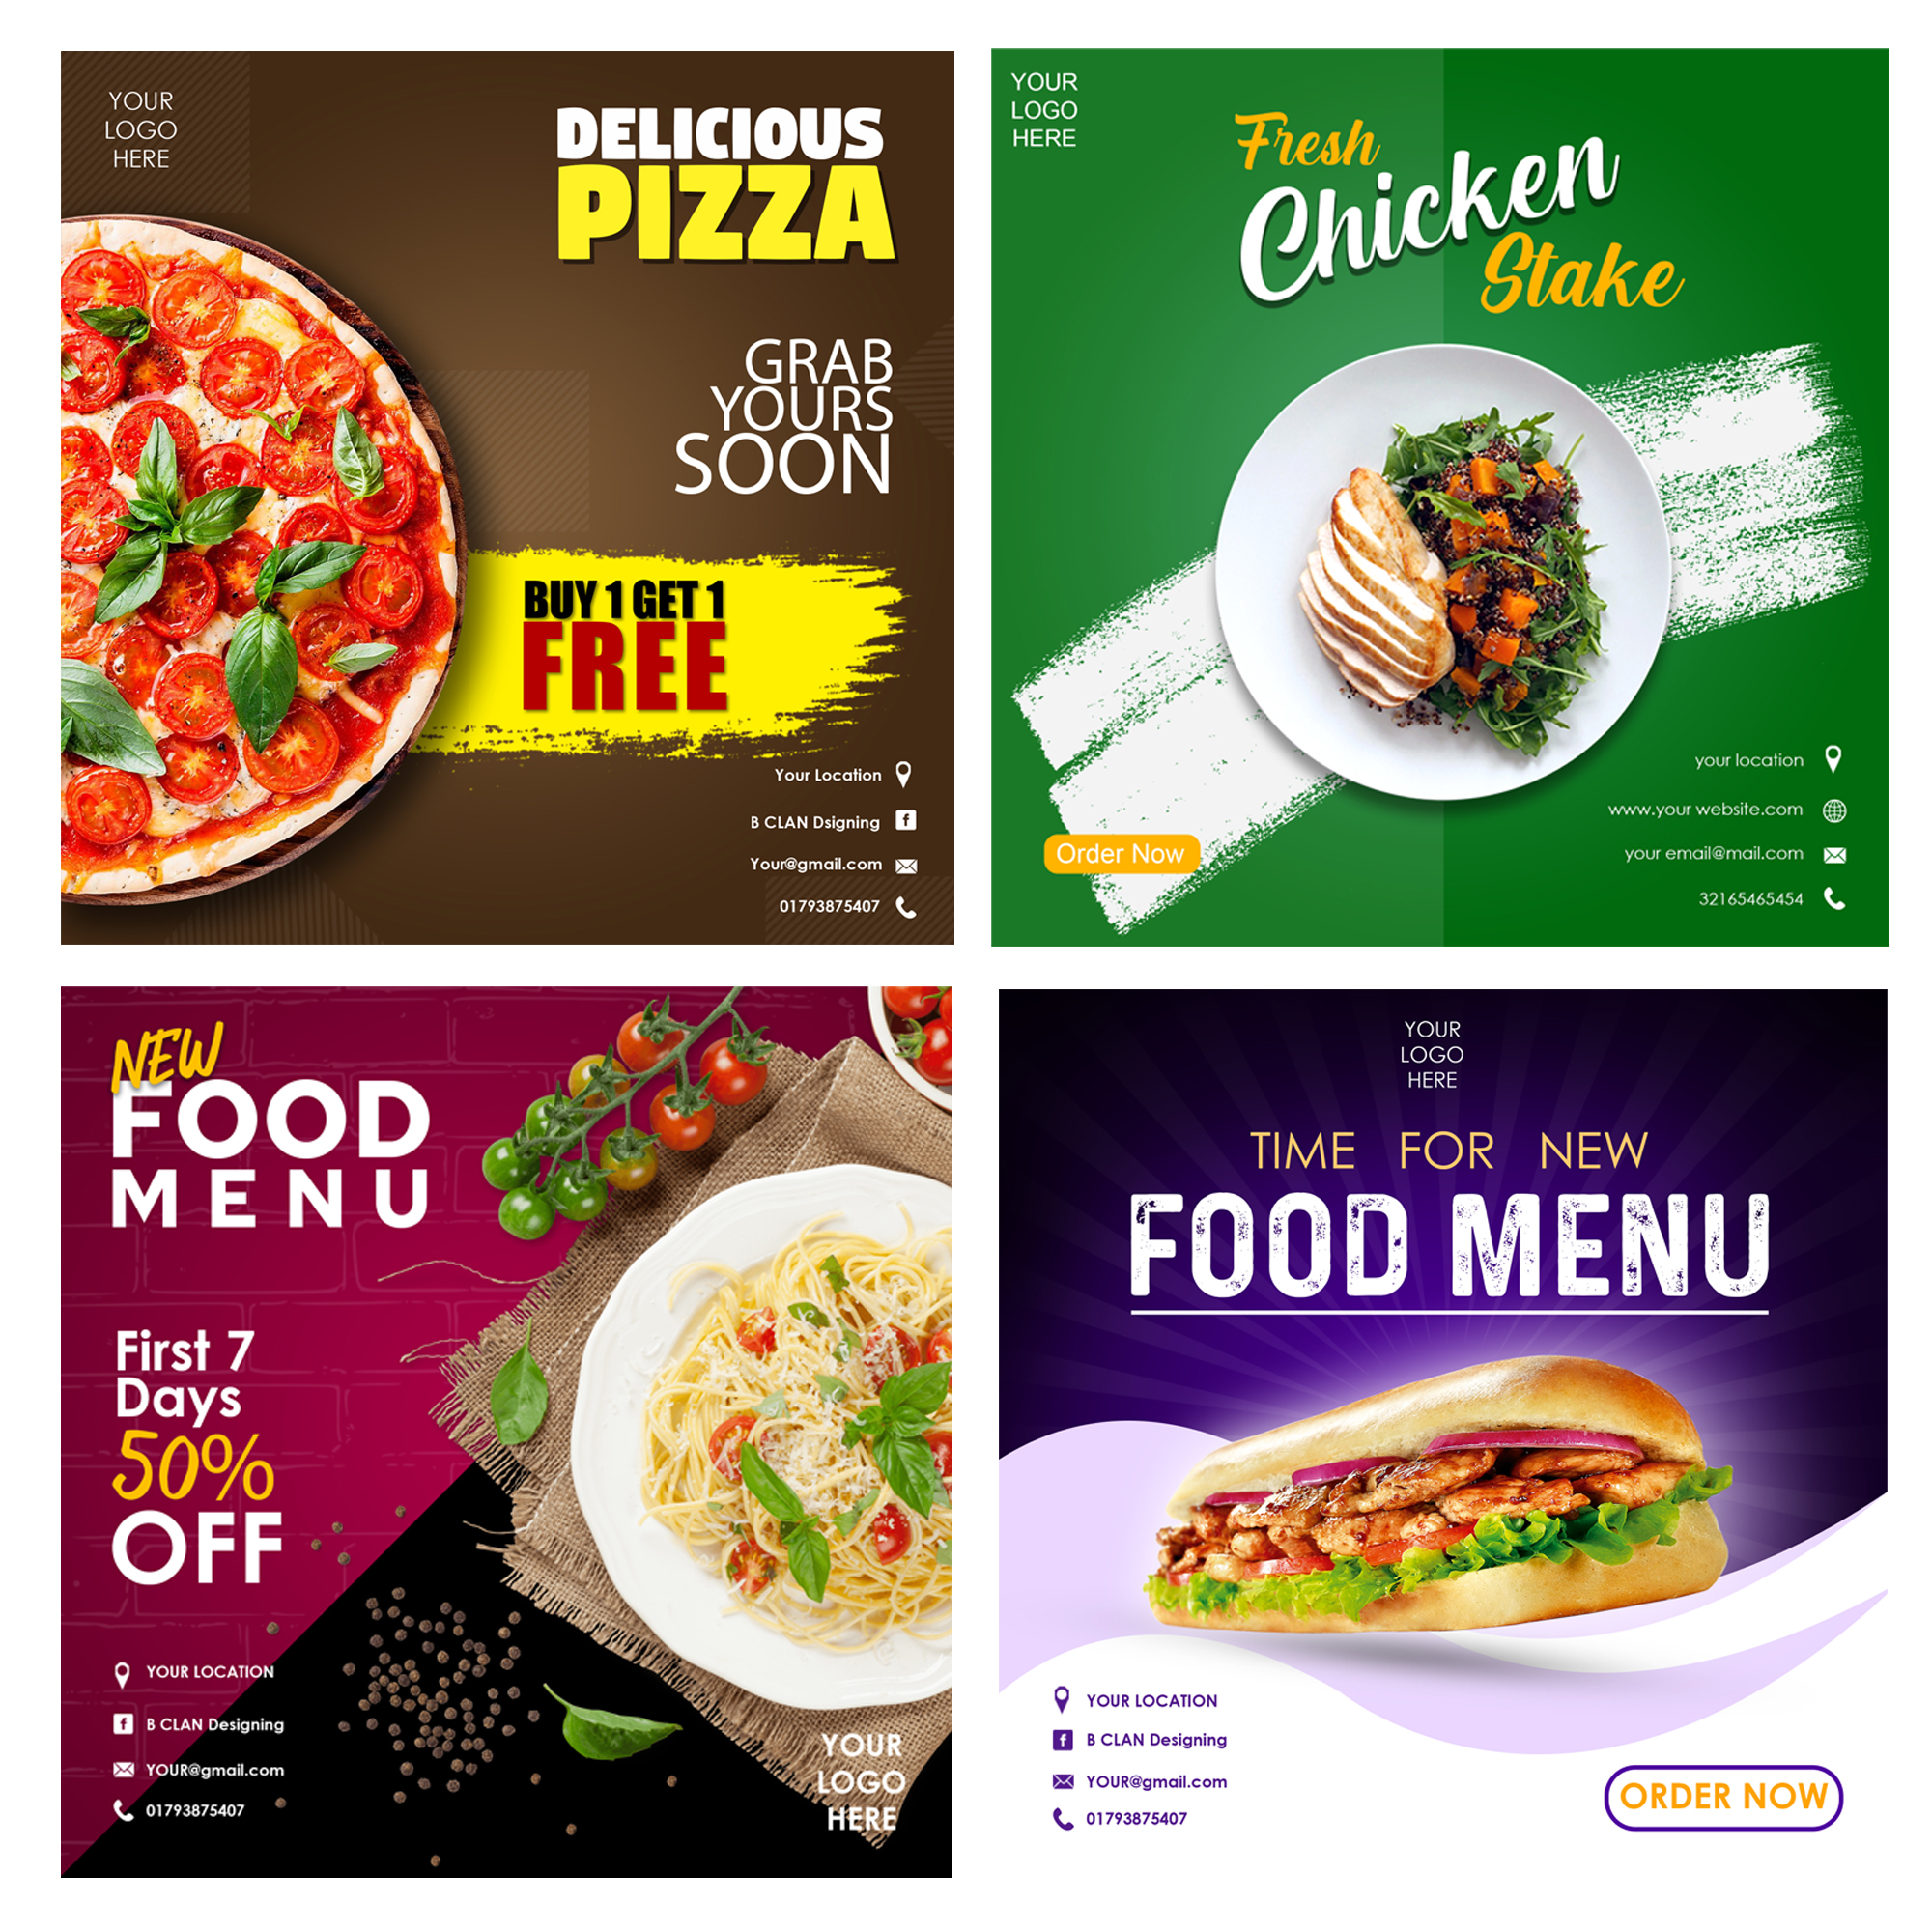 YOUR
LOGO
HERE
DELICIOUS
PIZZA
GRAB
YOURS
SOON
BUY 1 GET 1
FREE
Your Location
B CLAN Dsigning
Your@gmail.com
01793875407
YOUR
LOGO
HERE
Fresh
Chicken
Stake
Order Now
your location
www.your website.com
your email@mail.com
32165465454
NEW
FOOD
MENU
First 7
Days
50%
OFF
YOUR LOCATION
B CLAN Designing
YOUR@gmail.com
01793875407
YOUR
LOGO
HERE
YOUR
LOGO
HERE
TIME FOR NEW
FOOD MENU
YOUR LOCATION
B CLAN Designing
YOUR@gmail.com
01793875407
ORDER NOW